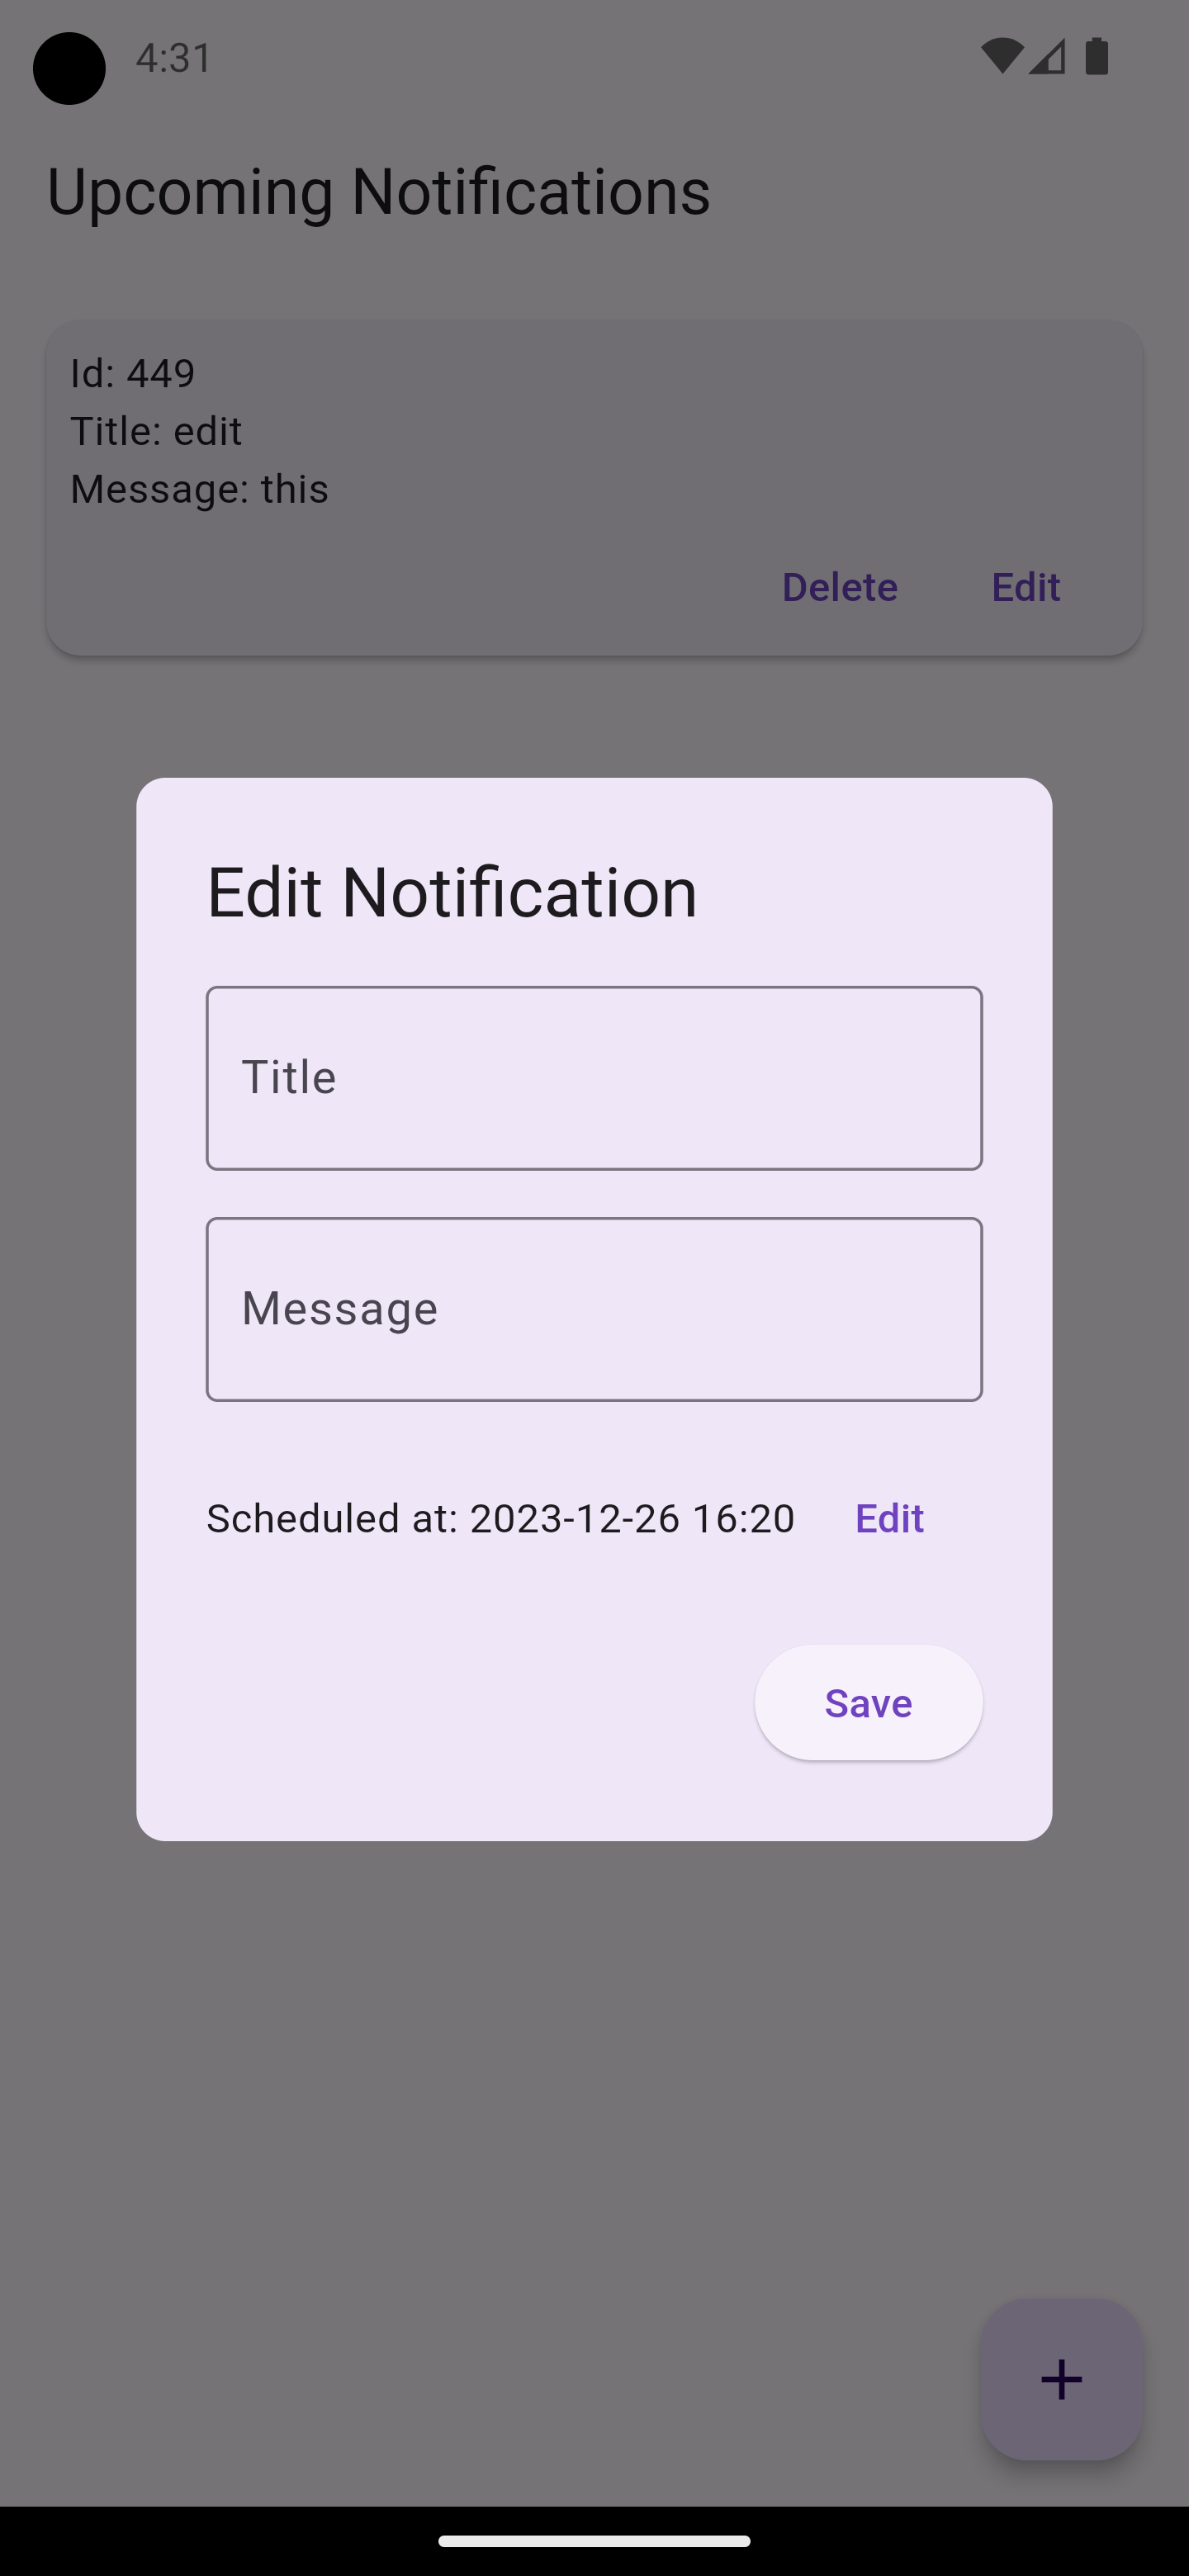 4:31
Upcoming Notifications
Id: 449
Title: edit
Message: this
Delete Edit
Edit Notification
Title
Message
Scheduled at: 2023-12-26 16:20 Edit
Save